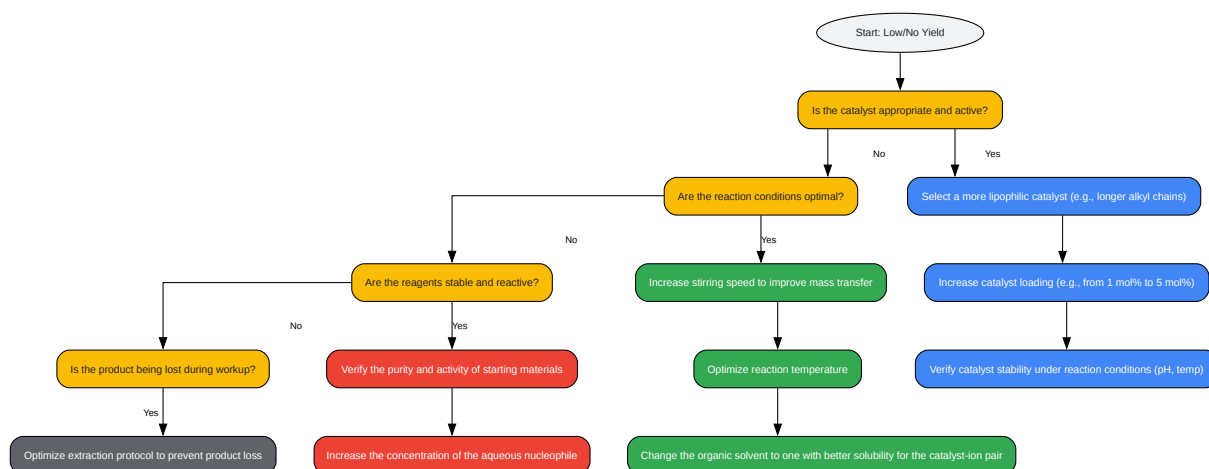 Start: Low/No Yield
Is the catalyst appropriate and active?
No
Yes
Are the reaction conditions optimal?
Select a more lipophilic catalyst (e.g., longer alkyl chains)
No
Yes
Are the reagents stable and reactive?
Increase stirring speed to improve mass transfer
Increase catalyst loading (e.g., from 1 mol% to 5 mol%)
No
Yes
Is the product being lost during workup?
Verify the purity and activity of starting materials
Optimize reaction temperature
Verify catalyst stability under reaction conditions (pH, temp)
Yes
Optimize extraction protocol to prevent product loss
Increase the concentration of the aqueous nucleophile
Change the organic solvent to one with better solubility for the catalyst-ion pair